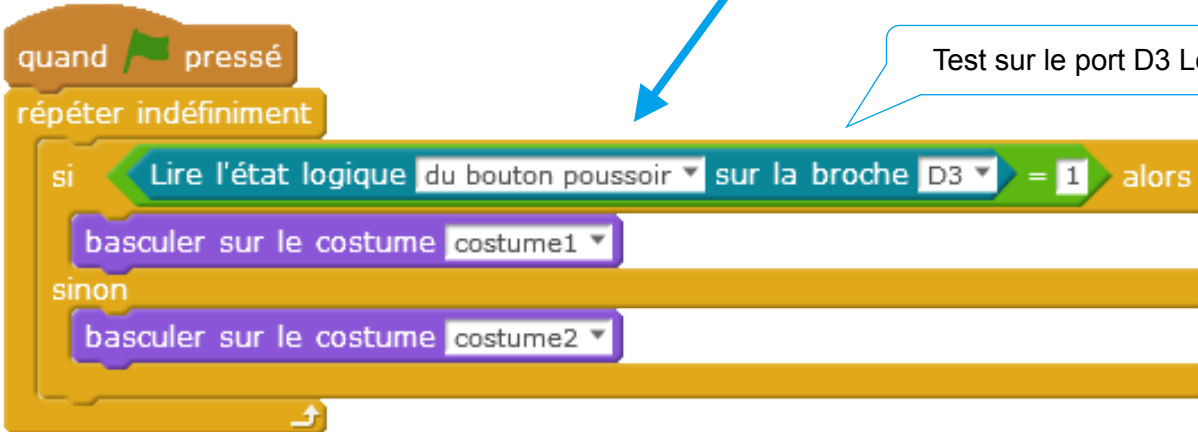 Test sur le port D3 L
quand pressé
répéter indéfiniment
si Lire l'état logique du bouton poussoir sur la broche D3 = 1 alors
basculer sur le costume costume1
sinon
basculer sur le costume costume2